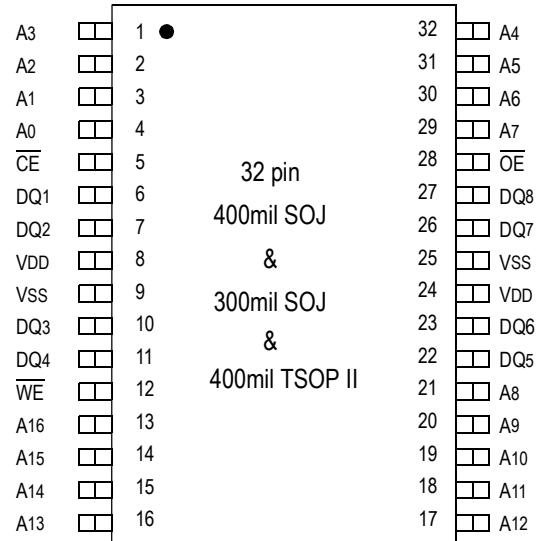 A3 1 32 A4
A2 2 31 A5
A1 3 30 A6
A0 4 29 A7
C̅E̅ 5 28 O̅E̅
DQ1 6 32 pin 27 DQ8
DQ2 7 400mil SOJ 26 DQ7
VDD 8 & 25 VSS
VSS 9 300mil SOJ 24 VDD
DQ3 10 & 23 DQ6
DQ4 11 400mil TSOP II 22 DQ5
W̅E̅ 12 21 A8
A16 13 20 A9
A15 14 19 A10
A14 15 18 A11
A13 16 17 A12